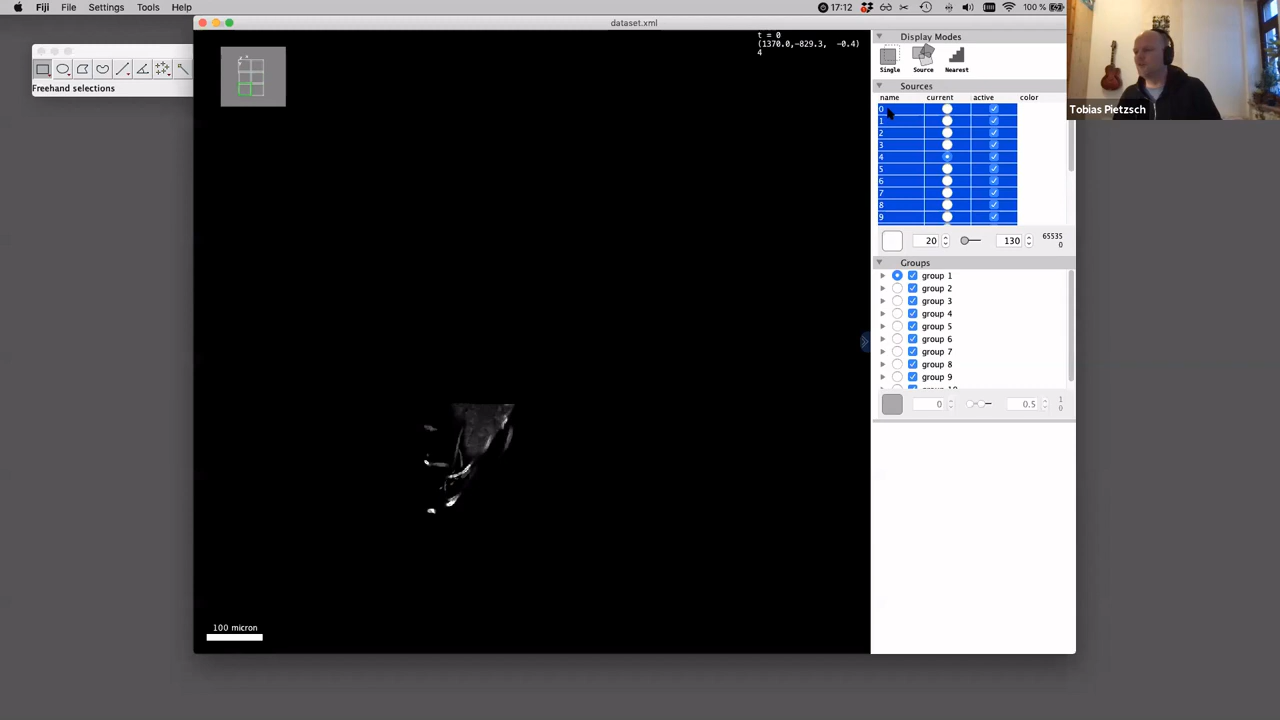 Fiji File Settings Tools Help 17:12 100 %
dataset.xml
Freehand selections
t = 0
(1370.0,-829.3, -0.4)
4
100 micron
Display Modes
Single Source Nearest
Sources
name current active color
0
1
2
3
4
5
6
7
8
9
20 130 65535
0
Groups
group 1
group 2
group 3
group 4
group 5
group 6
group 7
group 8
group 9
0 0.5 1
0
Tobias Pietzsch